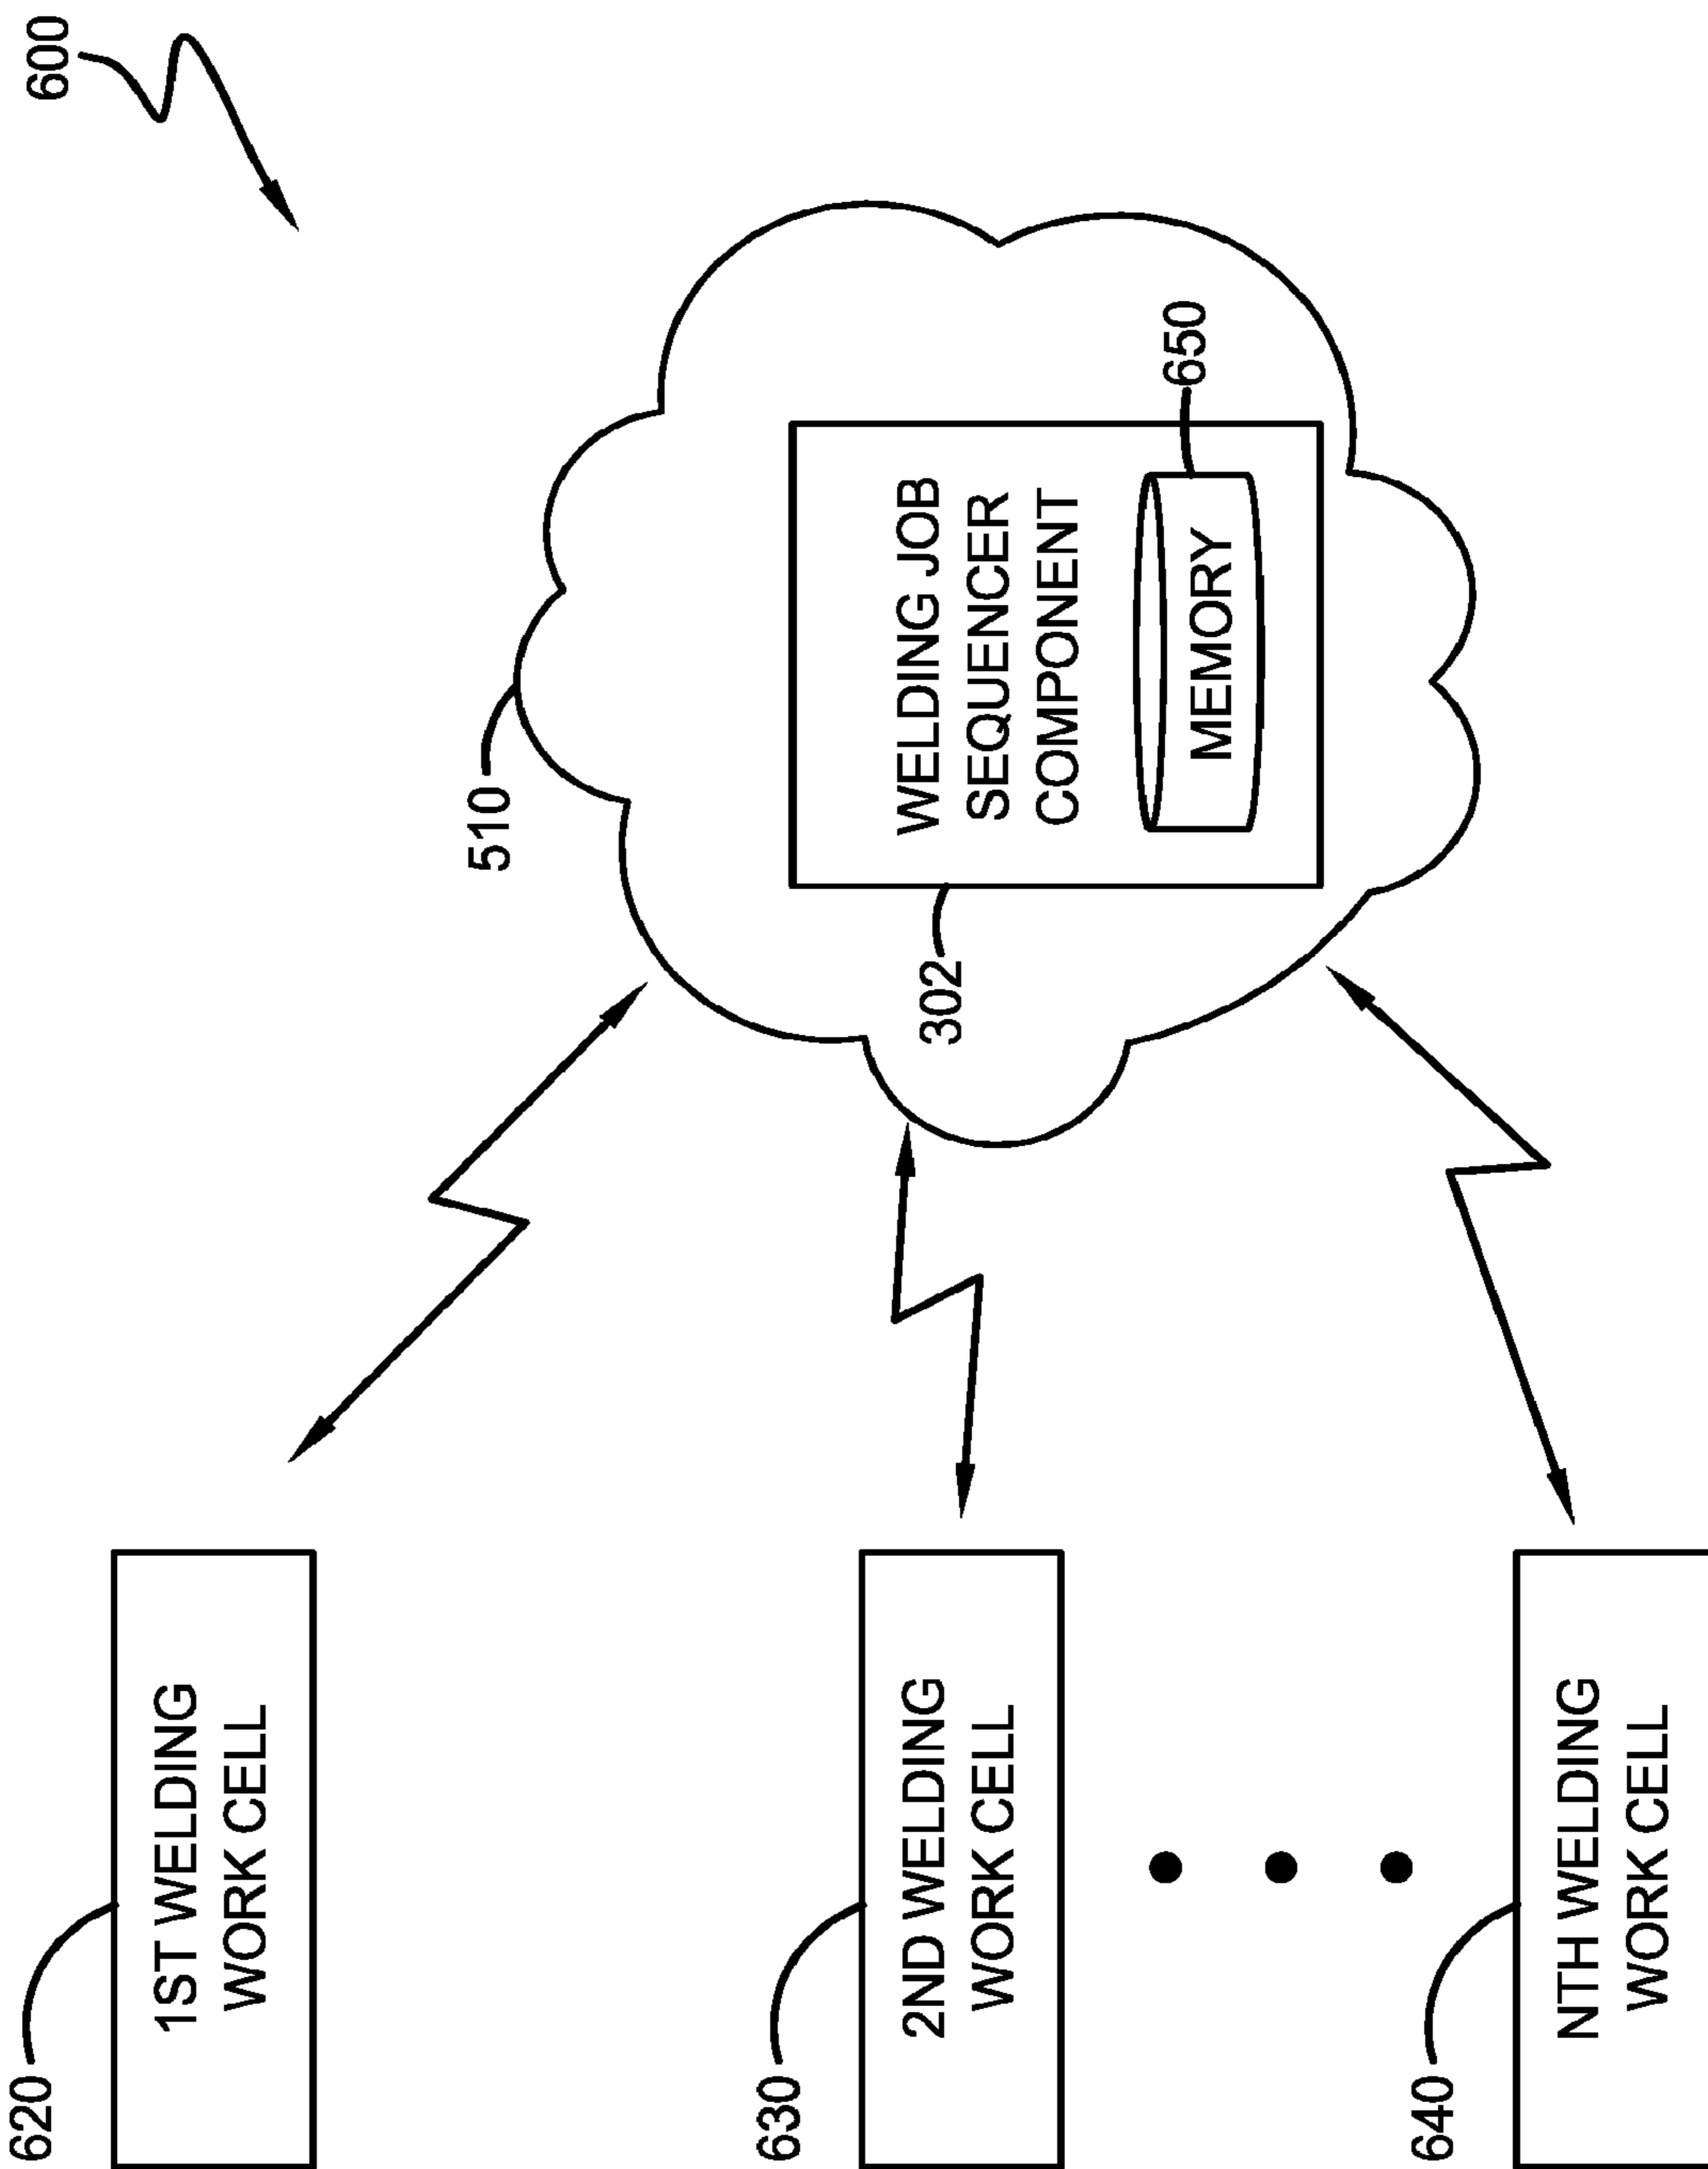 600
620
1ST WELDING
WORK CELL
510
630
2ND WELDING
WORK CELL
302
WELDING JOB
SEQUENCER
COMPONENT
650
MEMORY
640
NTH WELDING
WORK CELL